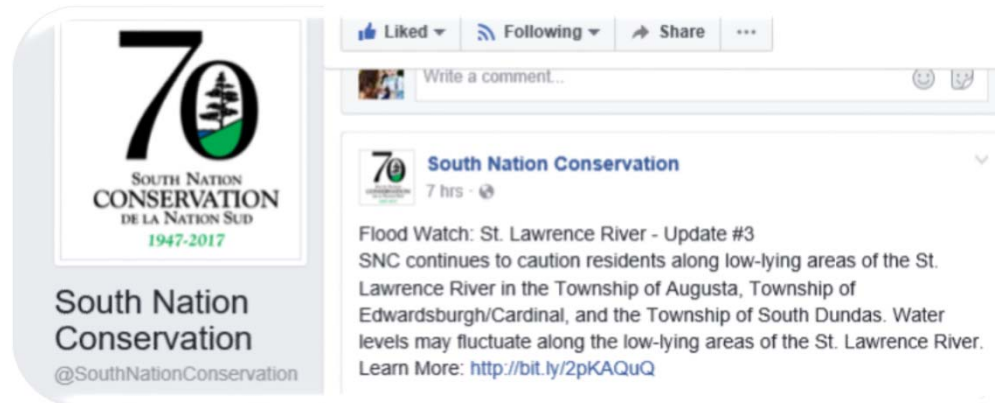 70
SOUTH NATION
CONSERVATION
DE LA NATION SUD
1947-2017
South Nation
Conservation
@SouthNationConservation
Liked
Following
Share
Write a comment...
70
South Nation Conservation
7 hrs
Flood Watch: St. Lawrence River - Update #3
SNC continues to caution residents along low-lying areas of the St.
Lawrence River in the Township of Augusta, Township of
Edwardsburgh/Cardinal, and the Township of South Dundas. Water
levels may fluctuate along the low-lying areas of the St. Lawrence River.
Learn More: http://bit.ly/2pKAQuQ